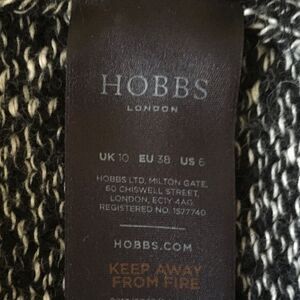 HOBBS
LONDON
UK 10 EU 38 US 6
HOBBS LTD, MILTON GATE,
60 CHISWELL STREET,
LONDON, EC1Y 4AG
REGISTERED NO. 1577740
HOBBS.COM
KEEP AWAY
FROM FIRE